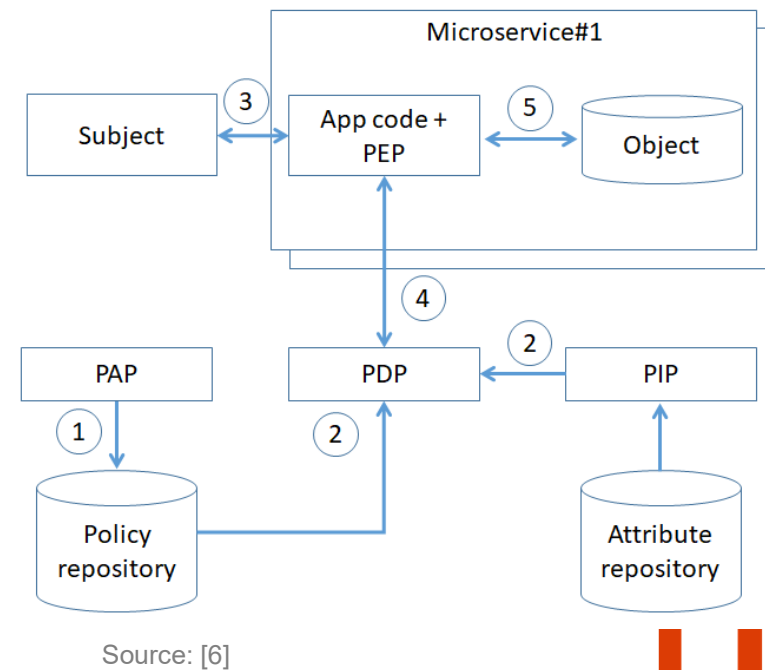 Microservice#1
3
5
Subject
App code +
PEP
Object
4
2
PAP
PDP
PIP
1
2
Policy
repository
Attribute
repository
Source: [6]